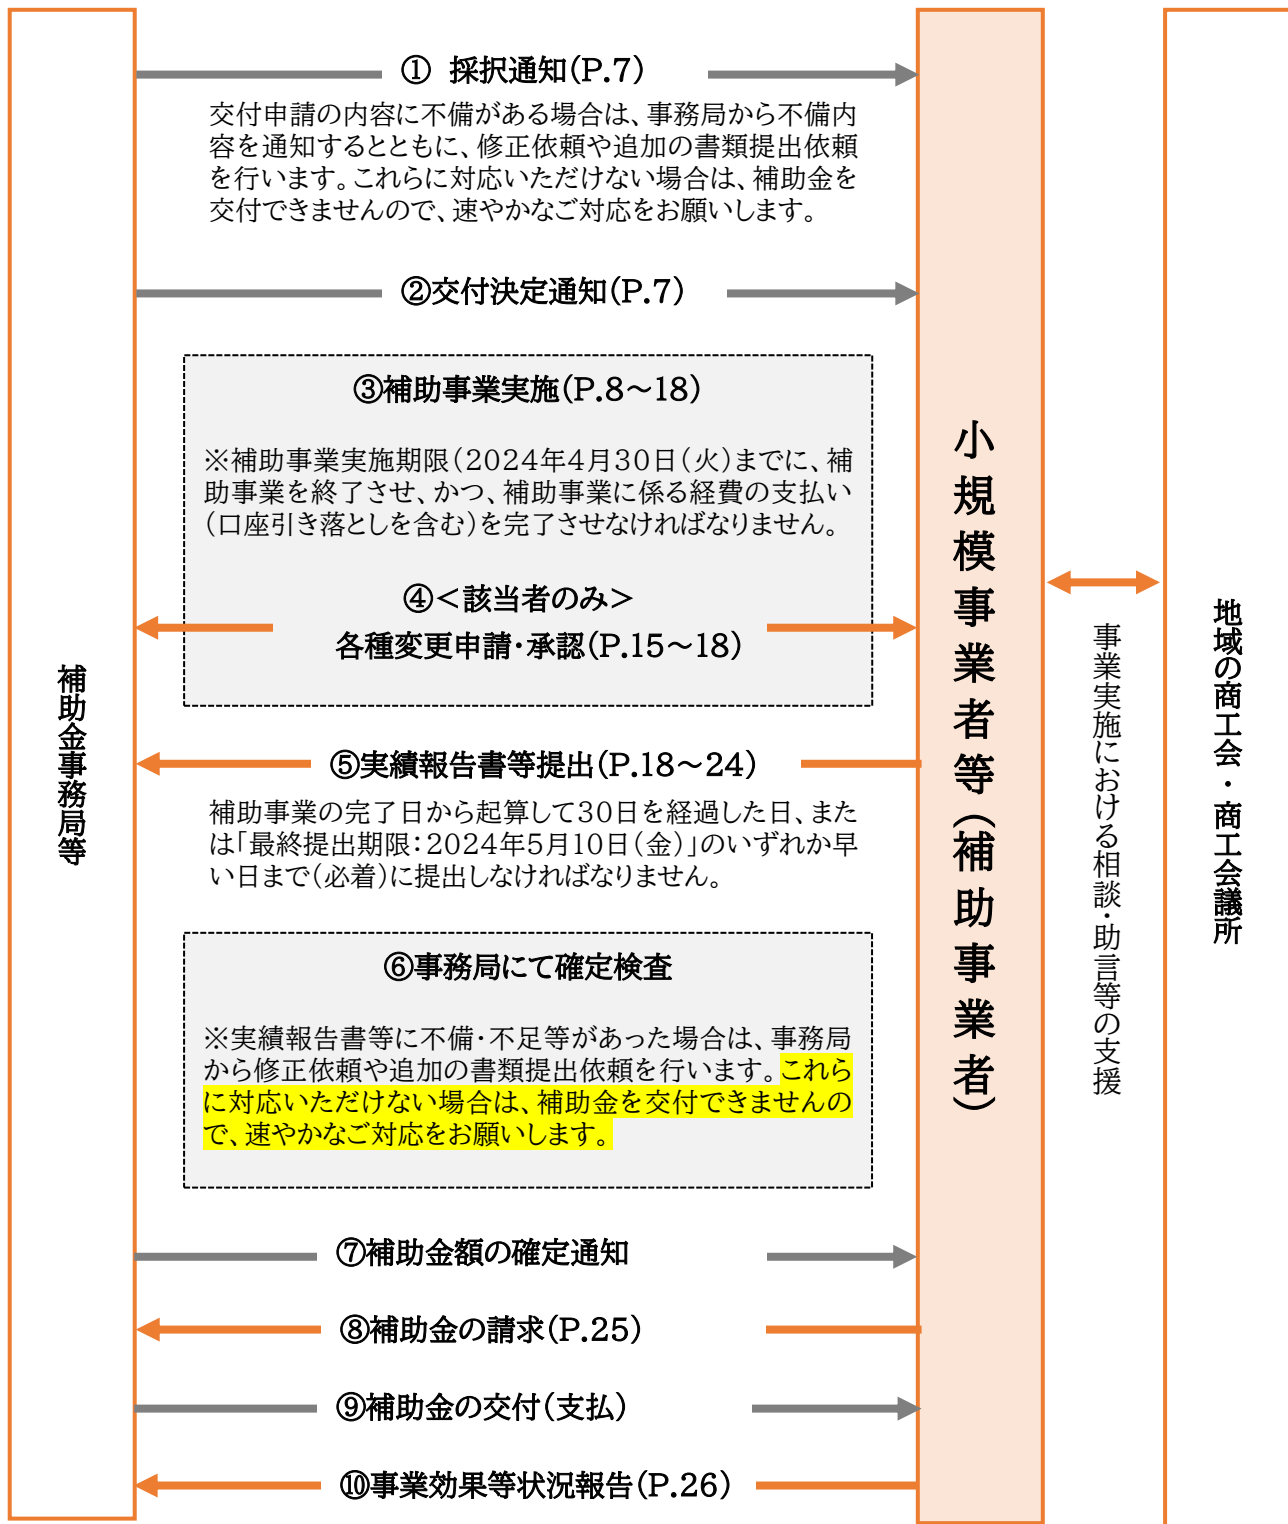 ① 採択通知(P.7)
交付申請の内容に不備がある場合は、事務局から不備内
容を通知するとともに、修正依頼や追加の書類提出依頼
を行います。これらに対応いただけない場合は、補助金を
交付できませんので、速やかなご対応をお願いします。
②交付決定通知(P.7)
③補助事業実施(P.8～18)
※補助事業実施期限(2024年4月30日(火)までに、補
助事業を終了させ、かつ、補助事業に係る経費の支払い
(口座引き落としを含む)を完了させなければなりません。
④＜該当者のみ＞
各種変更申請・承認(P.15～18)
⑤実績報告書等提出(P.18～24)
補助事業の完了日から起算して30日を経過した日、また
は「最終提出期限：2024年5月10日(金)」のいずれか早
い日まで(必着)に提出しなければなりません。
⑥事務局にて確定検査
※実績報告書等に不備・不足等があった場合は、事務局
から修正依頼や追加の書類提出依頼を行います。これら
に対応いただけない場合は、補助金を交付できませんの
で、速やかなご対応をお願いします。
⑦補助金額の確定通知
⑧補助金の請求(P.25)
⑨補助金の交付(支払)
⑩事業効果等状況報告(P.26)
補助金事務局等
小規模事業者等(補助事業者)
事業実施における相談・助言等の支援
地域の商工会・商工会議所